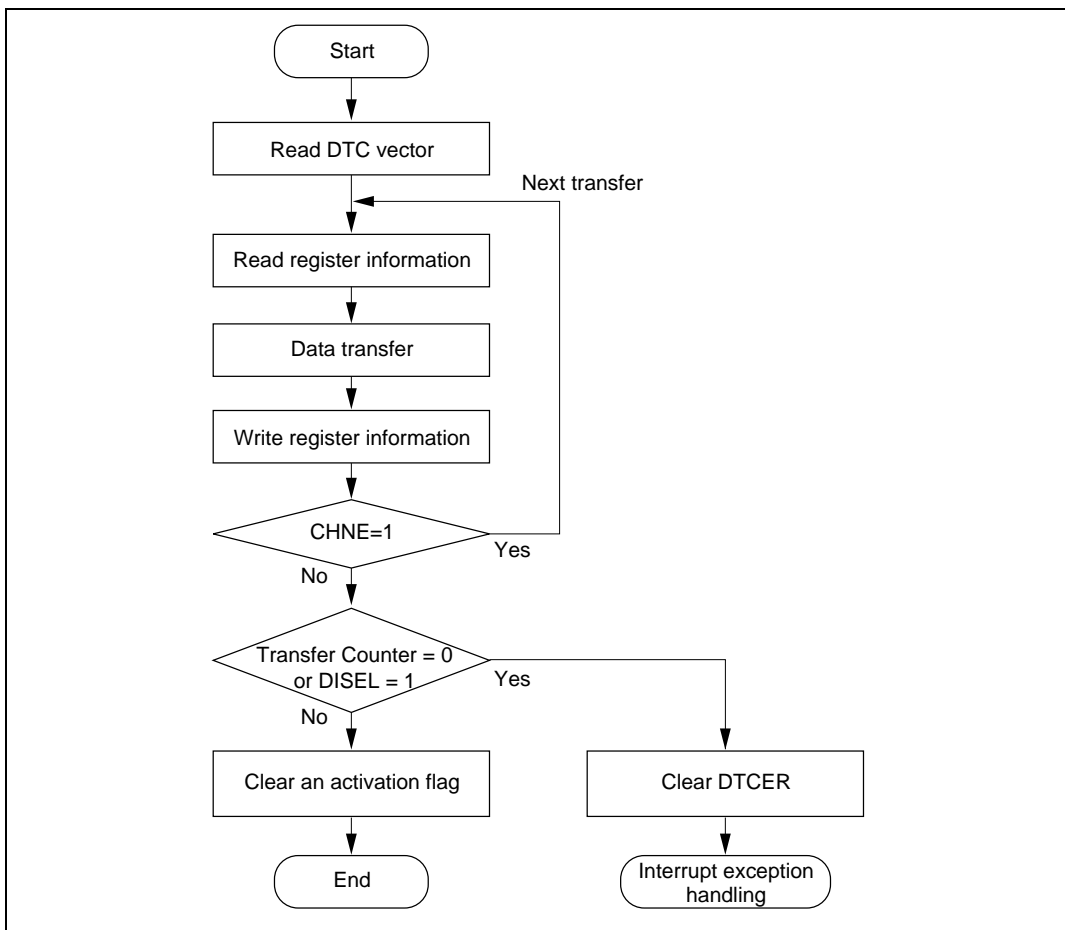 Start
Read DTC vector
Next transfer
Read register information
Data transfer
Write register information
CHNE=1
Yes
No
Transfer Counter = 0
or DISEL = 1
Yes
No
Clear an activation flag
Clear DTCER
End
Interrupt exception
handling